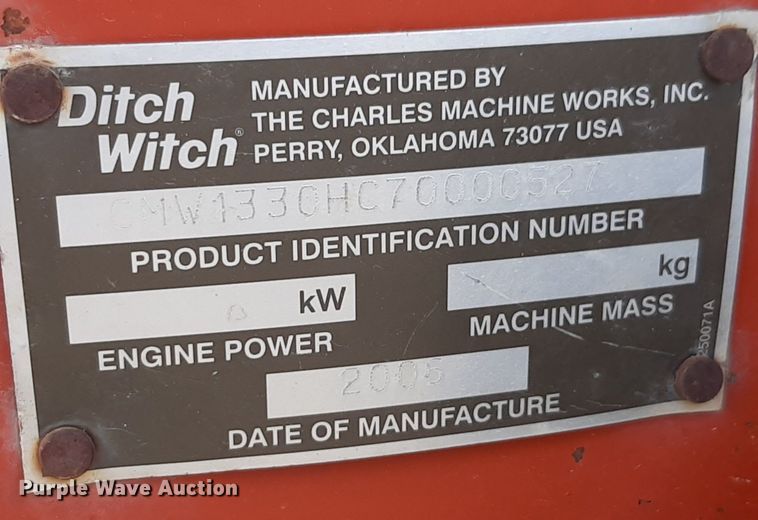 Ditch Witch®
MANUFACTURED BY
THE CHARLES MACHINE WORKS, INC.
PERRY, OKLAHOMA 73077 USA
CMW1330HC70000527
PRODUCT IDENTIFICATION NUMBER
kW
ENGINE POWER
kg
MACHINE MASS
250071A
DATE OF MANUFACTURE
Purple Wave Auction